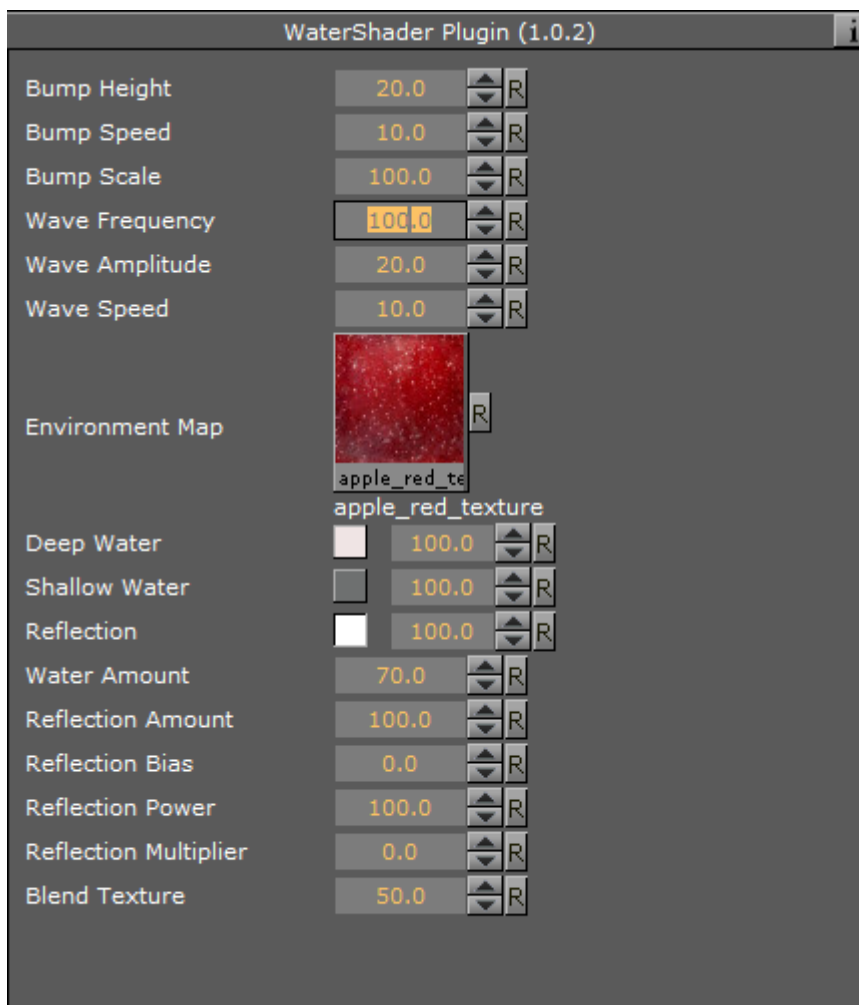 WaterShader Plugin (1.0.2) i
Bump Height 20.0 R
Bump Speed 10.0 R
Bump Scale 100.0 R
Wave Frequency 100.0 R
Wave Amplitude 20.0 R
Wave Speed 10.0 R
Environment Map R
apple_red_te
apple_red_texture
Deep Water 100.0 R
Shallow Water 100.0 R
Reflection 100.0 R
Water Amount 70.0 R
Reflection Amount 100.0 R
Reflection Bias 0.0 R
Reflection Power 100.0 R
Reflection Multiplier 0.0 R
Blend Texture 50.0 R